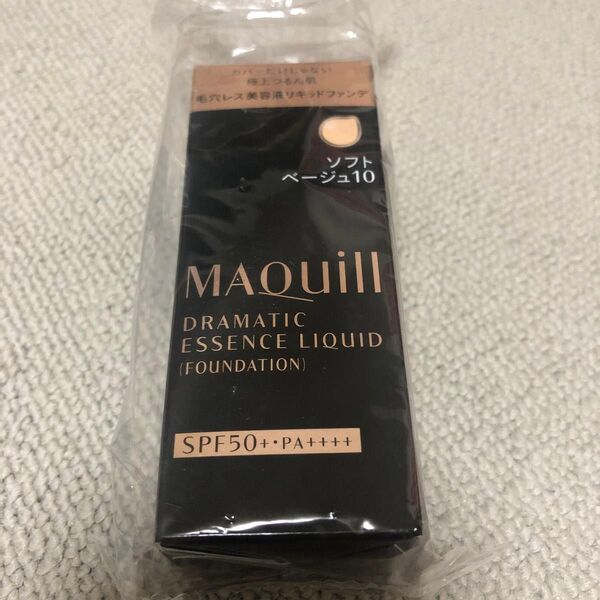 カバーだけじゃない
極上つるん肌
毛穴レス美容液リキッドファンデ
ソフト
ベージュ10
MAQuill
DRAMATIC
ESSENCE LIQUID
(FOUNDATION)
SPF50+・PA++++